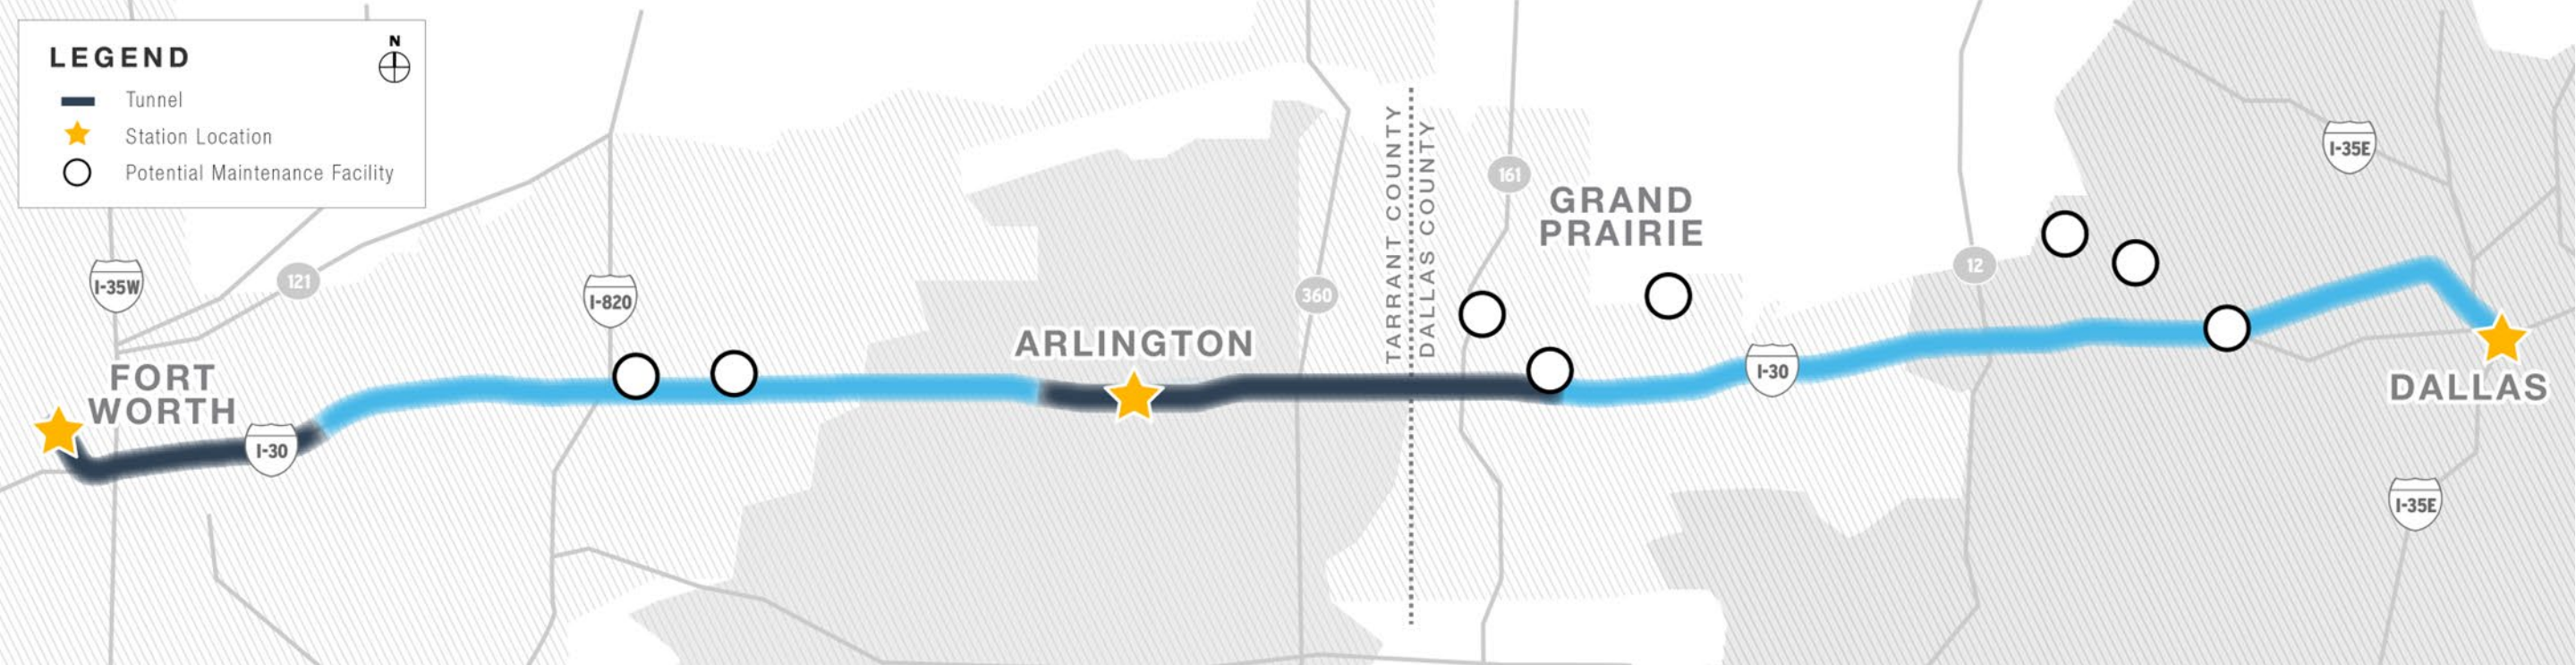 LEGEND
N
Tunnel
Station Location
Potential Maintenance Facility
I-35W
121
I-820
FORT
WORTH
I-30
ARLINGTON
360
TARRANT COUNTY
DALLAS COUNTY
161
GRAND
PRAIRIE
I-30
12
I-35E
DALLAS
I-35E